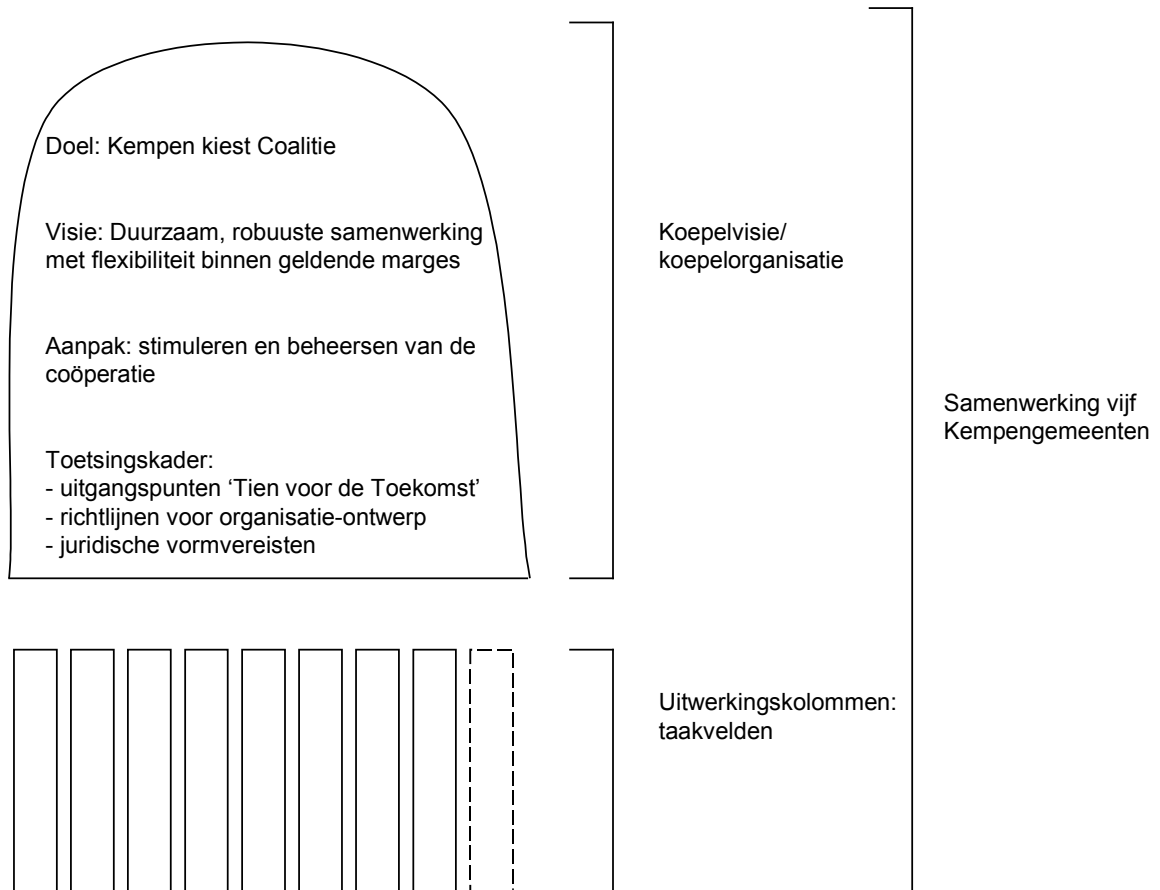 Doel: Kempen kiest Coalitie
Visie: Duurzaam, robuuste samenwerking
met flexibiliteit binnen geldende marges
Aanpak: stimuleren en beheersen van de
coöperatie
Toetsingskader:
- uitgangspunten ‘Tien voor de Toekomst’
- richtlijnen voor organisatie-ontwerp
- juridische vormvereisten
Koepelvisie/
koepelorganisatie
Samenwerking vijf
Kempengemeenten
Uitwerkingskolommen:
taakvelden